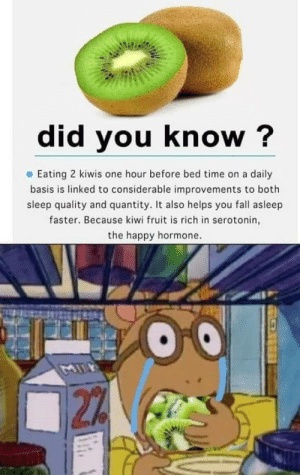 did you know ?
Eating 2 kiwis one hour before bed time on a daily
basis is linked to considerable improvements to both
sleep quality and quantity. It also helps you fall asleep
faster. Because kiwi fruit is rich in serotonin,
the happy hormone.
MILK
2%